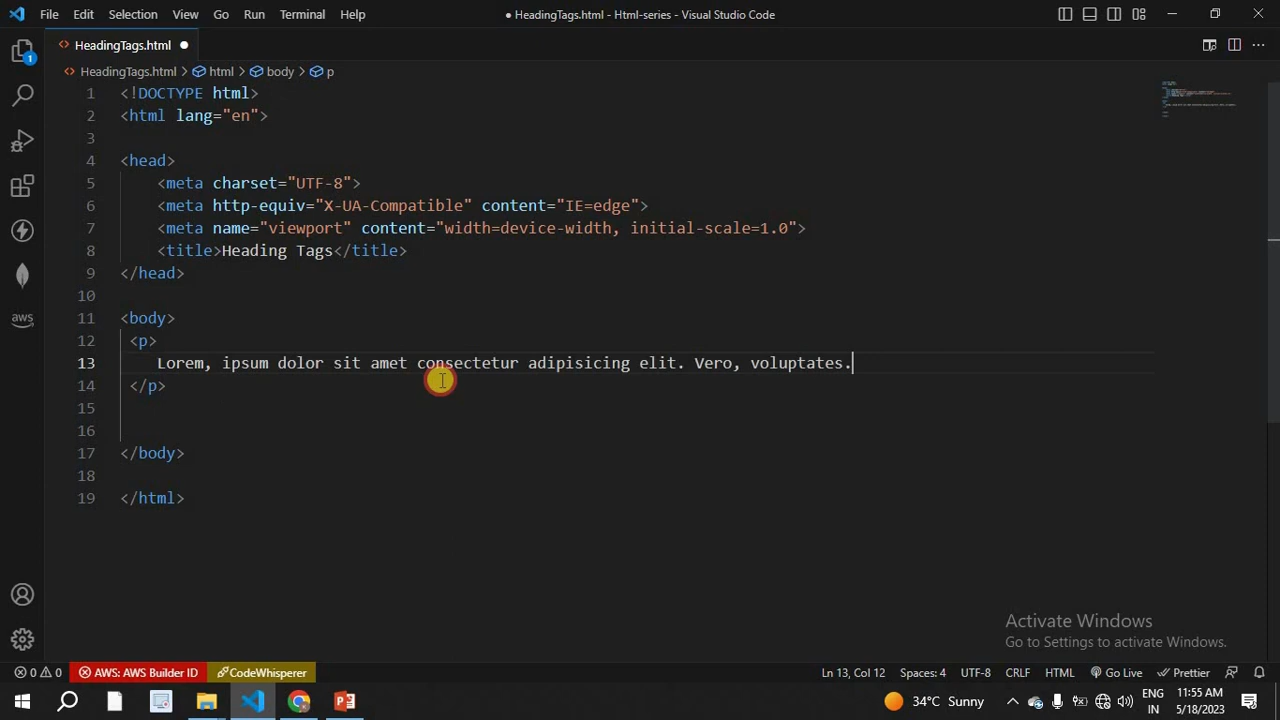 File Edit Selection View Go Run Terminal Help ● HeadingTags.html - Html-series - Visual Studio Code
HeadingTags.html
HeadingTags.html > html > body > p
1 <!DOCTYPE html>
2 <html lang="en">
3
4 <head>
5 <meta charset="UTF-8">
6 <meta http-equiv="X-UA-Compatible" content="IE=edge">
7 <meta name="viewport" content="width=device-width, initial-scale=1.0">
8 <title>Heading Tags</title>
9 </head>
10
11 <body>
12 <p>
13 Lorem, ipsum dolor sit amet consectetur adipisicing elit. Vero, voluptates.
14 </p>
15
16
17 </body>
18
19 </html>
1
aws
Activate Windows
Go to Settings to activate Windows.
0 0 AWS: AWS Builder ID CodeWhisperer Ln 13, Col 12 Spaces: 4 UTF-8 CRLF HTML Go Live Prettier
34°C Sunny ENG 11:55 AM
IN 5/18/2023